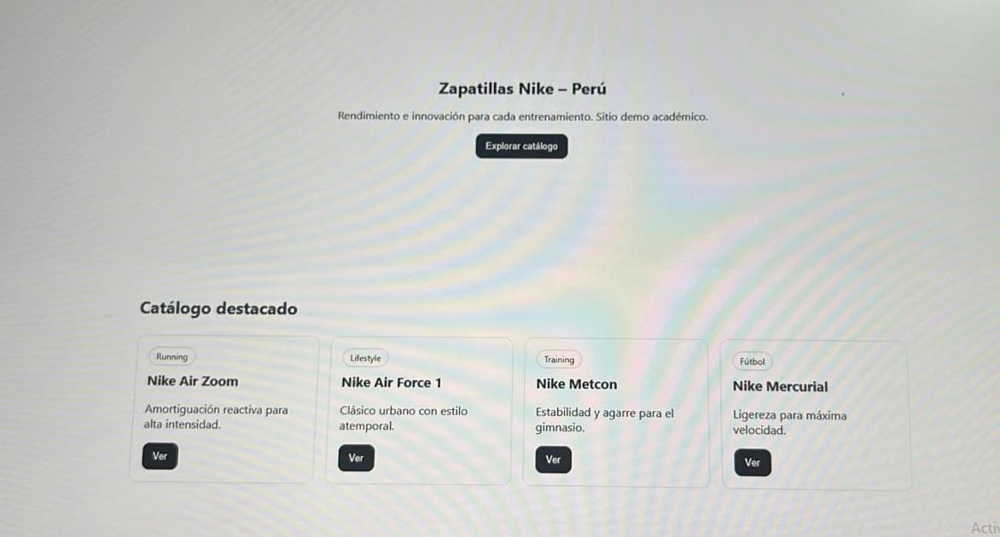 Zapatillas Nike – Perú
Rendimiento e innovación para cada entrenamiento. Sitio demo académico.
Explorar catálogo
Catálogo destacado
Running
Nike Air Zoom
Amortiguación reactiva para
alta intensidad.
Ver
Lifestyle
Nike Air Force 1
Clásico urbano con estilo
atemporal.
Ver
Training
Nike Metcon
Estabilidad y agarre para el
gimnasio.
Ver
Fútbol
Nike Mercurial
Ligereza para máxima
velocidad.
Ver